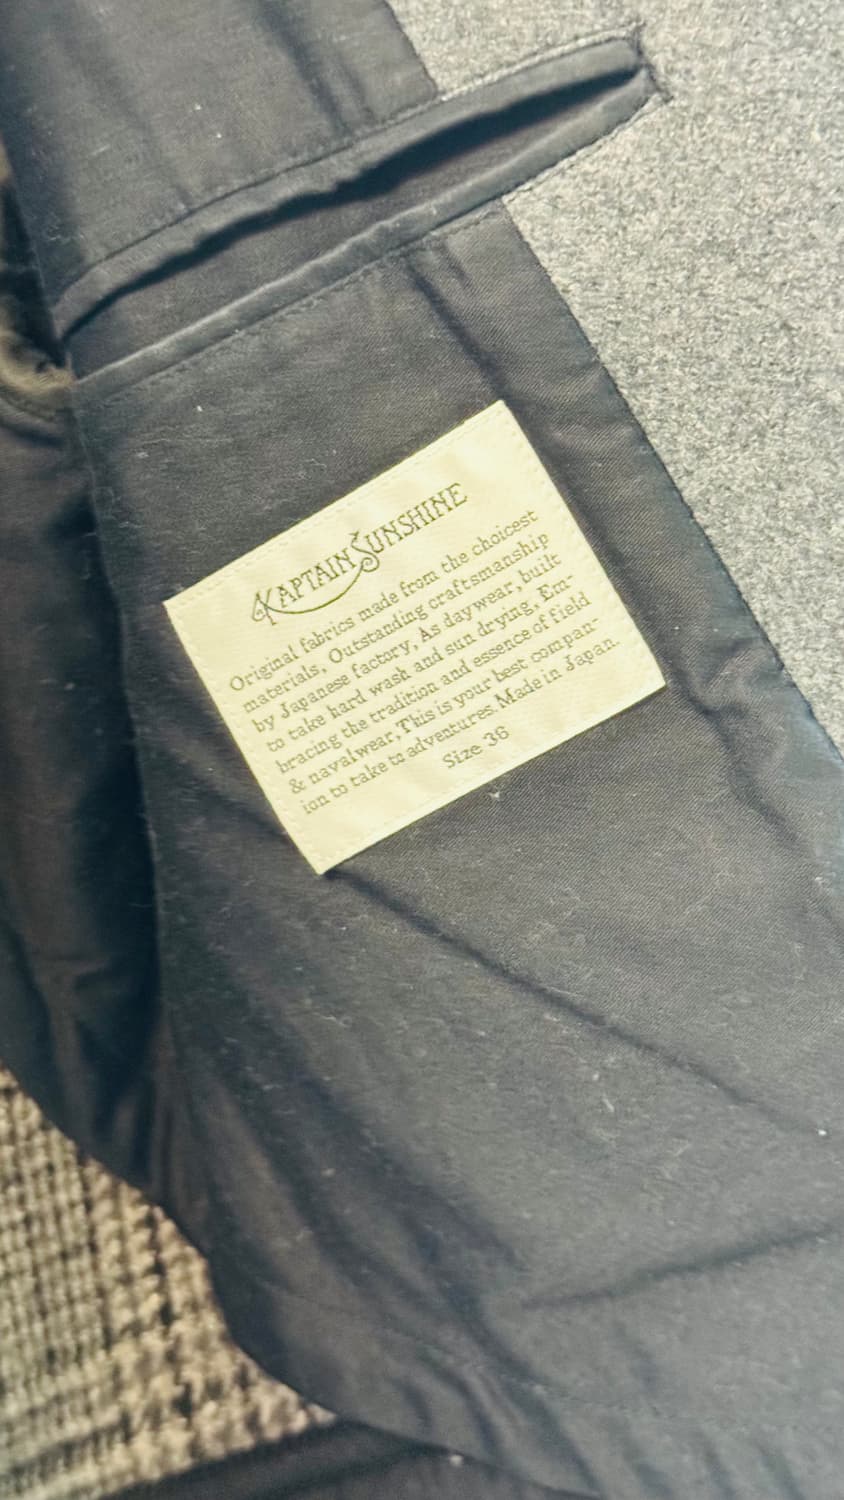 KAPTAIN SUNSHINE
Original fabrics made from the choicest
materials, Outstanding craftsmanship
by Japanese factory, As daywear, built
to take hard wash and sun drying, Em-
bracing the tradition and essence of field
& navalwear, This is your best compan-
ion to take to adventures. Made in Japan.
Size 36